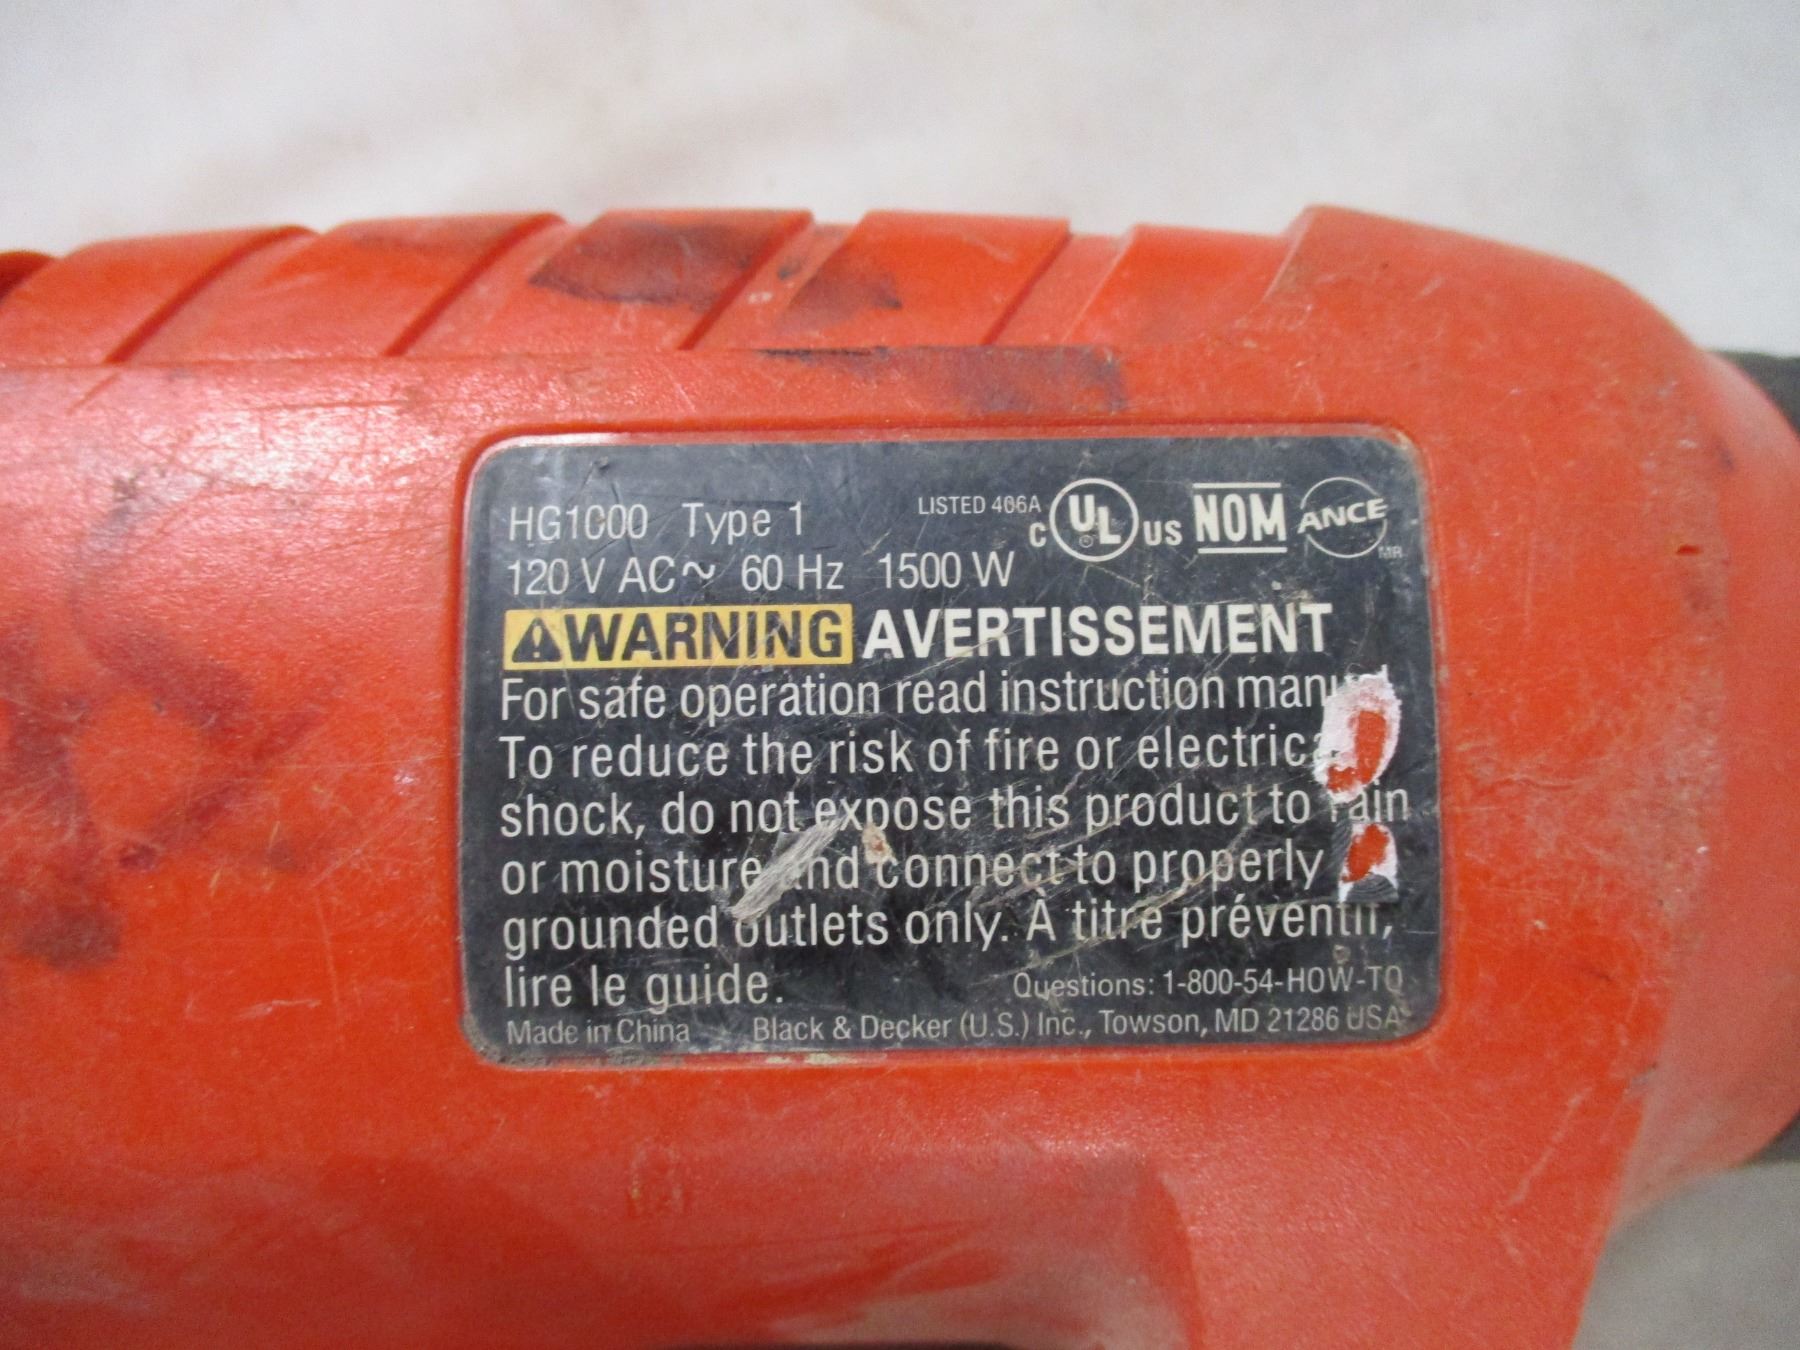 HG1000 Type 1 LISTED 406A C UL US NOM ANCE MR
120 V AC~ 60 Hz 1500 W
WARNING AVERTISSEMENT
For safe operation read instruction
To reduce the risk of fire or electrical
shock, do not expose this product to rain
or moisture and connect to properly
grounded outlets only. À titre préventif,
lire le guide. Questions: 1-800-54-HOW-TO
Made in China Black & Decker (U.S.) Inc., Towson, MD 21286 USA